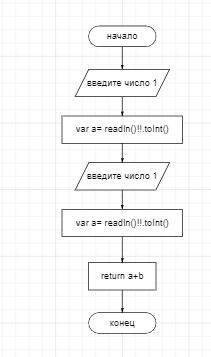 начало
введите число 1
var a= readln()!!.toInt()
введите число 1
var a= readln()!!.toInt()
return a+b
конец